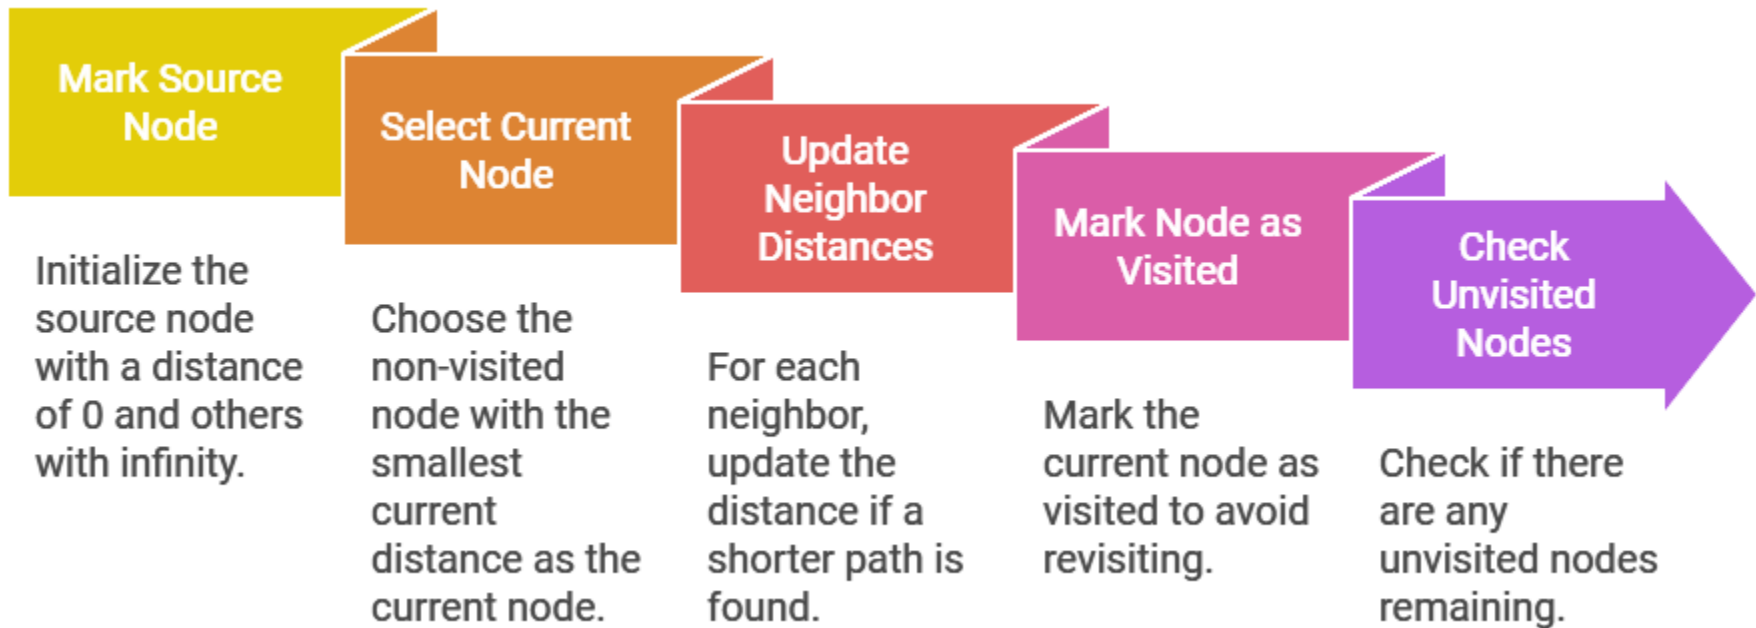 Mark Source
Node
Initialize the
source node
with a distance
of 0 and others
with infinity.
Select Current
Node
Choose the
non-visited
node with the
smallest
current
distance as the
current node.
Update
Neighbor
Distances
For each
neighbor,
update the
distance if a
shorter path is
found.
Mark Node as
Visited
Mark the
current node as
visited to avoid
revisiting.
Check
Unvisited
Nodes
Check if there
are any
unvisited nodes
remaining.